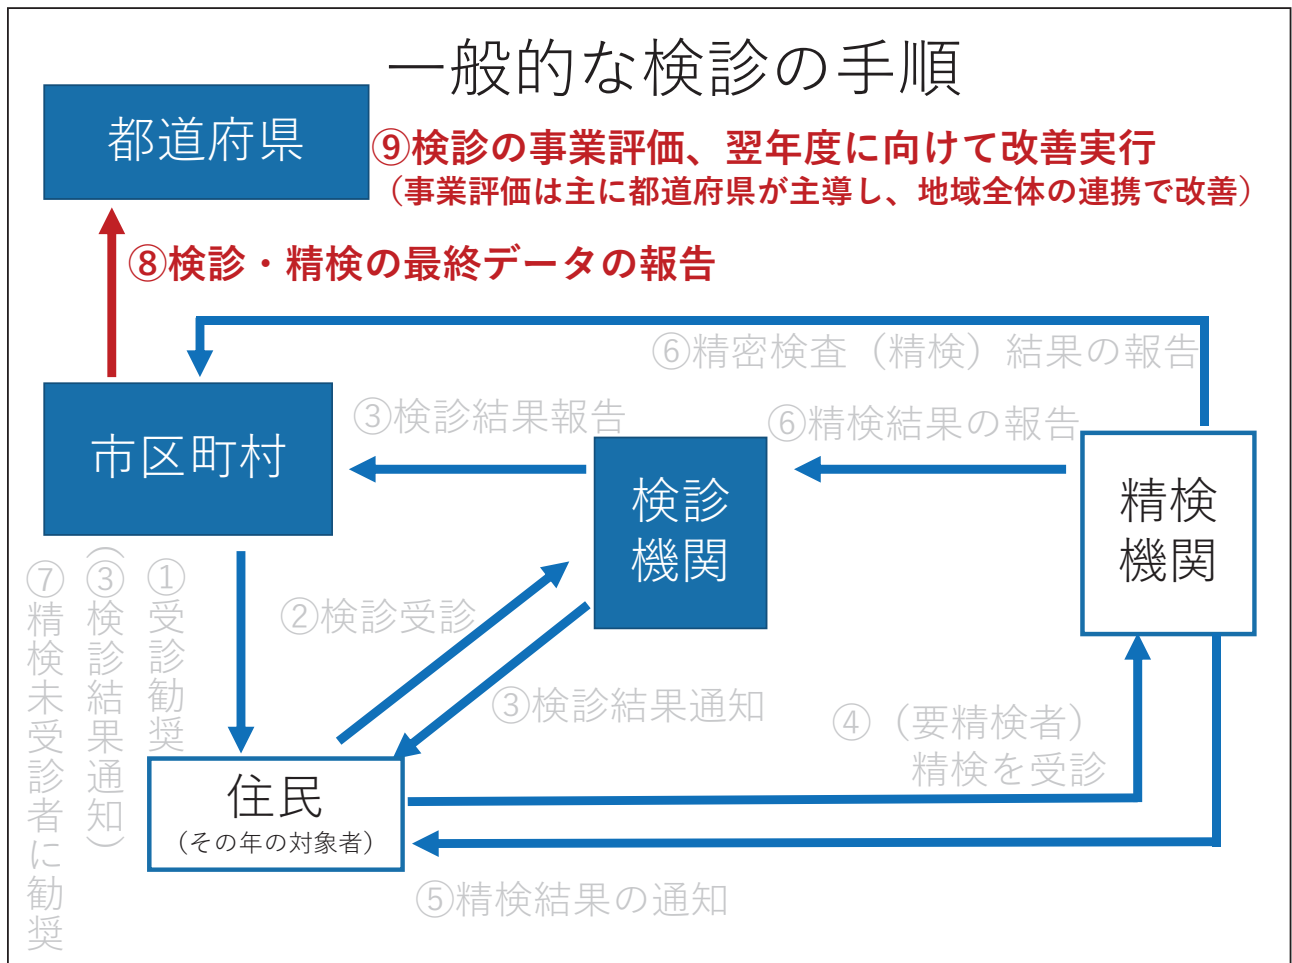 一般的な検診の手順
都道府県
⑨検診の事業評価、翌年度に向けて改善実行
（事業評価は主に都道府県が主導し、地域全体の連携で改善）
⑧検診・精検の最終データの報告
⑥精密検査（精検）結果の報告
③検診結果報告
⑥精検結果の報告
市区町村
検診
機関
精検
機関
①受診勧奨
（③検診結果通知）
⑦精検未受診者に勧奨
②検診受診
③検診結果通知
④（要精検者）
精検を受診
住民
（その年の対象者）
⑤精検結果の通知